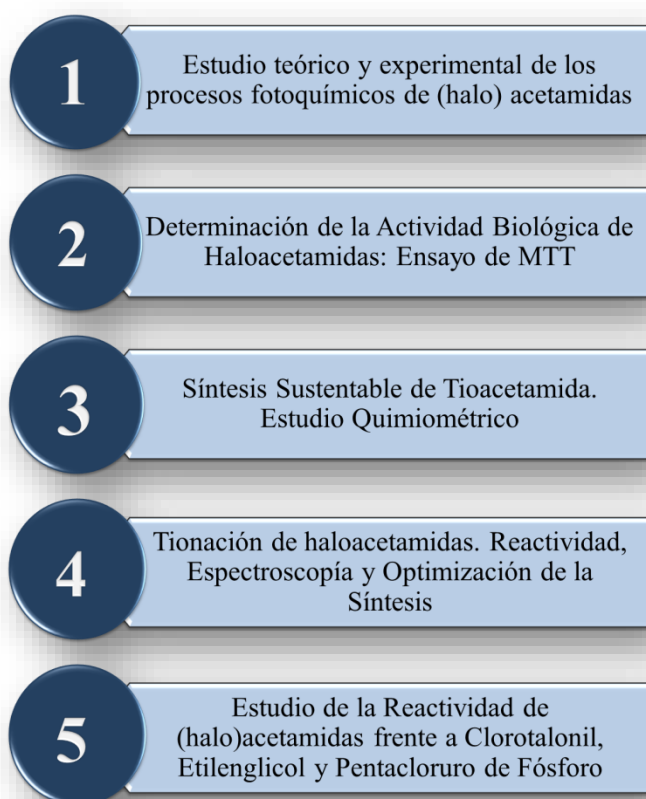 1
Estudio teórico y experimental de los
procesos fotoquímicos de (halo) acetamidas
2
Determinación de la Actividad Biológica de
Haloacetamidas: Ensayo de MTT
3
Síntesis Sustentable de Tioacetamida.
Estudio Quimiométrico
4
Tionación de haloacetamidas. Reactividad,
Espectroscopía y Optimización de la
Síntesis
5
Estudio de la Reactividad de
(halo)acetamidas frente a Clorotalonil,
Etilenglicol y Pentacloruro de Fósforo